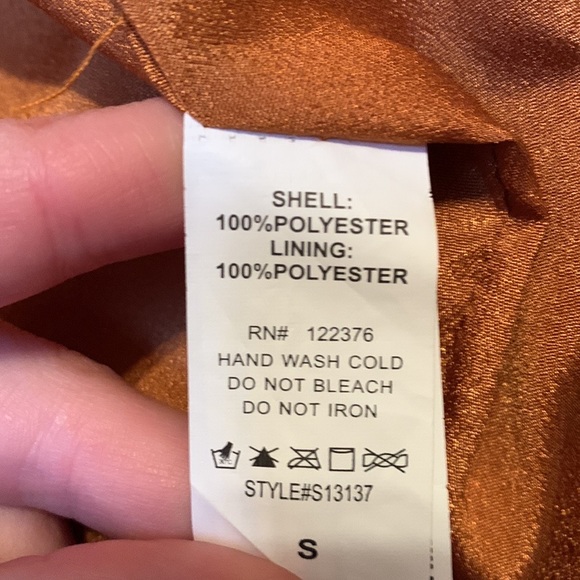 SHELL:
100%POLYESTER
LINING:
100%POLYESTER
RN# 122376
HAND WASH COLD
DO NOT BLEACH
DO NOT IRON
STYLE#S13137
S